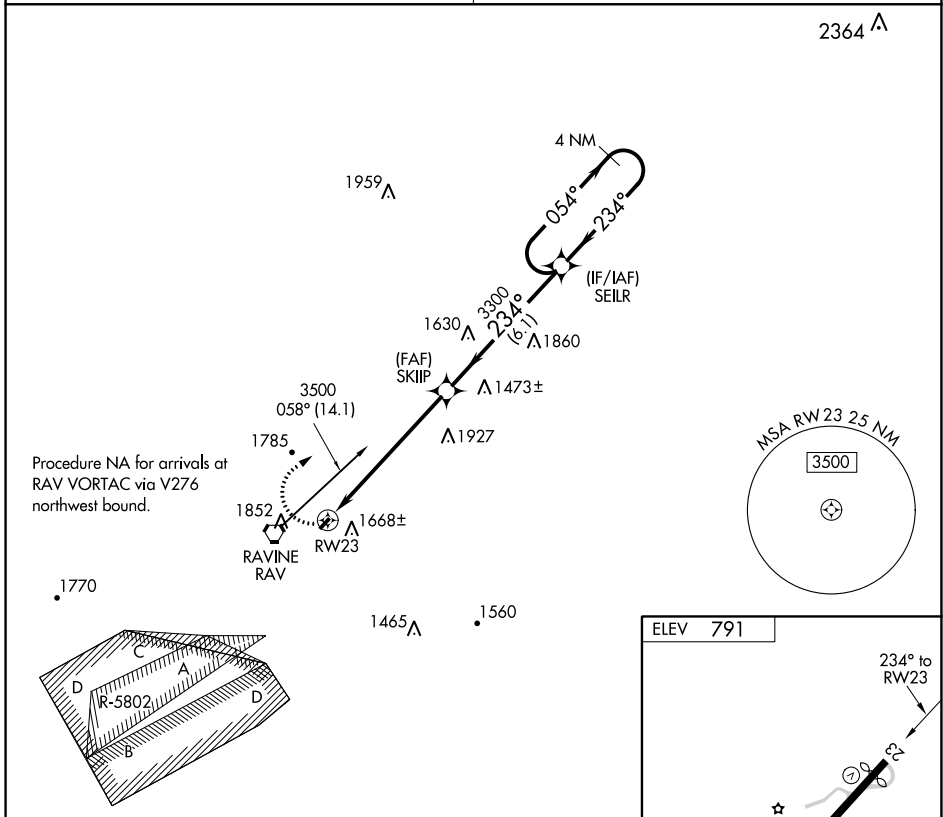 2364
4 NM
1959
054°
234°
(IF/IAF)
SEILR
3300
234°
(6.1)
1630
1860
(FAF)
SKIIP
1473±
3500
058° (14.1)
1927
1785
MSA RW23 25 NM
3500
Procedure NA for arrivals at
RAV VORTAC via V276
northwest bound.
1852
1668±
RW23
RAVINE
RAV
1770
1465
1560
ELEV 791
C
A
D
R-5802
D
B
234° to
RW23
23
V